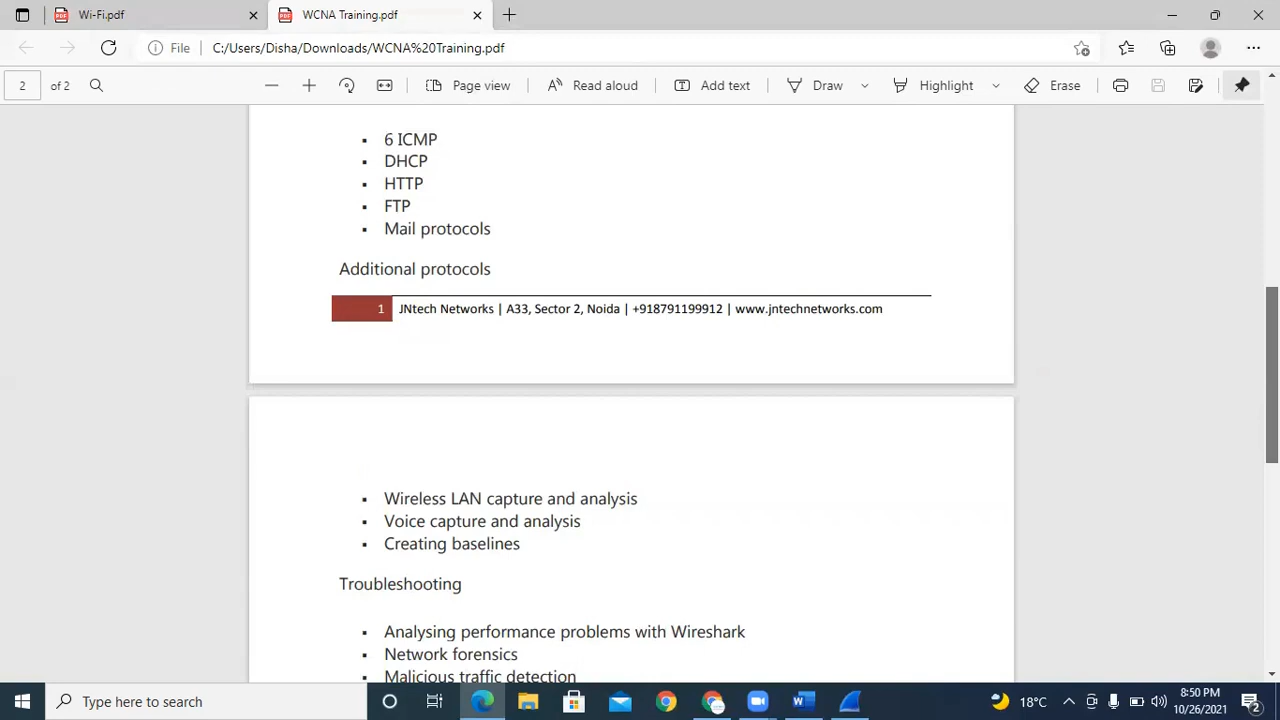 Wi-Fi.pdf
WCNA Training.pdf
File
C:/Users/Disha/Downloads/WCNA%20Training.pdf
2 of 2
Page view
Read aloud
Add text
Draw
Highlight
Erase
▪ 6 ICMP
▪ DHCP
▪ HTTP
▪ FTP
▪ Mail protocols
Additional protocols
1 JNtech Networks | A33, Sector 2, Noida | +918791199912 | www.jntechnetworks.com
▪ Wireless LAN capture and analysis
▪ Voice capture and analysis
▪ Creating baselines
Troubleshooting
▪ Analysing performance problems with Wireshark
▪ Network forensics
▪ Malicious traffic detection
Type here to search
18°C
8:50 PM
10/26/2021
2